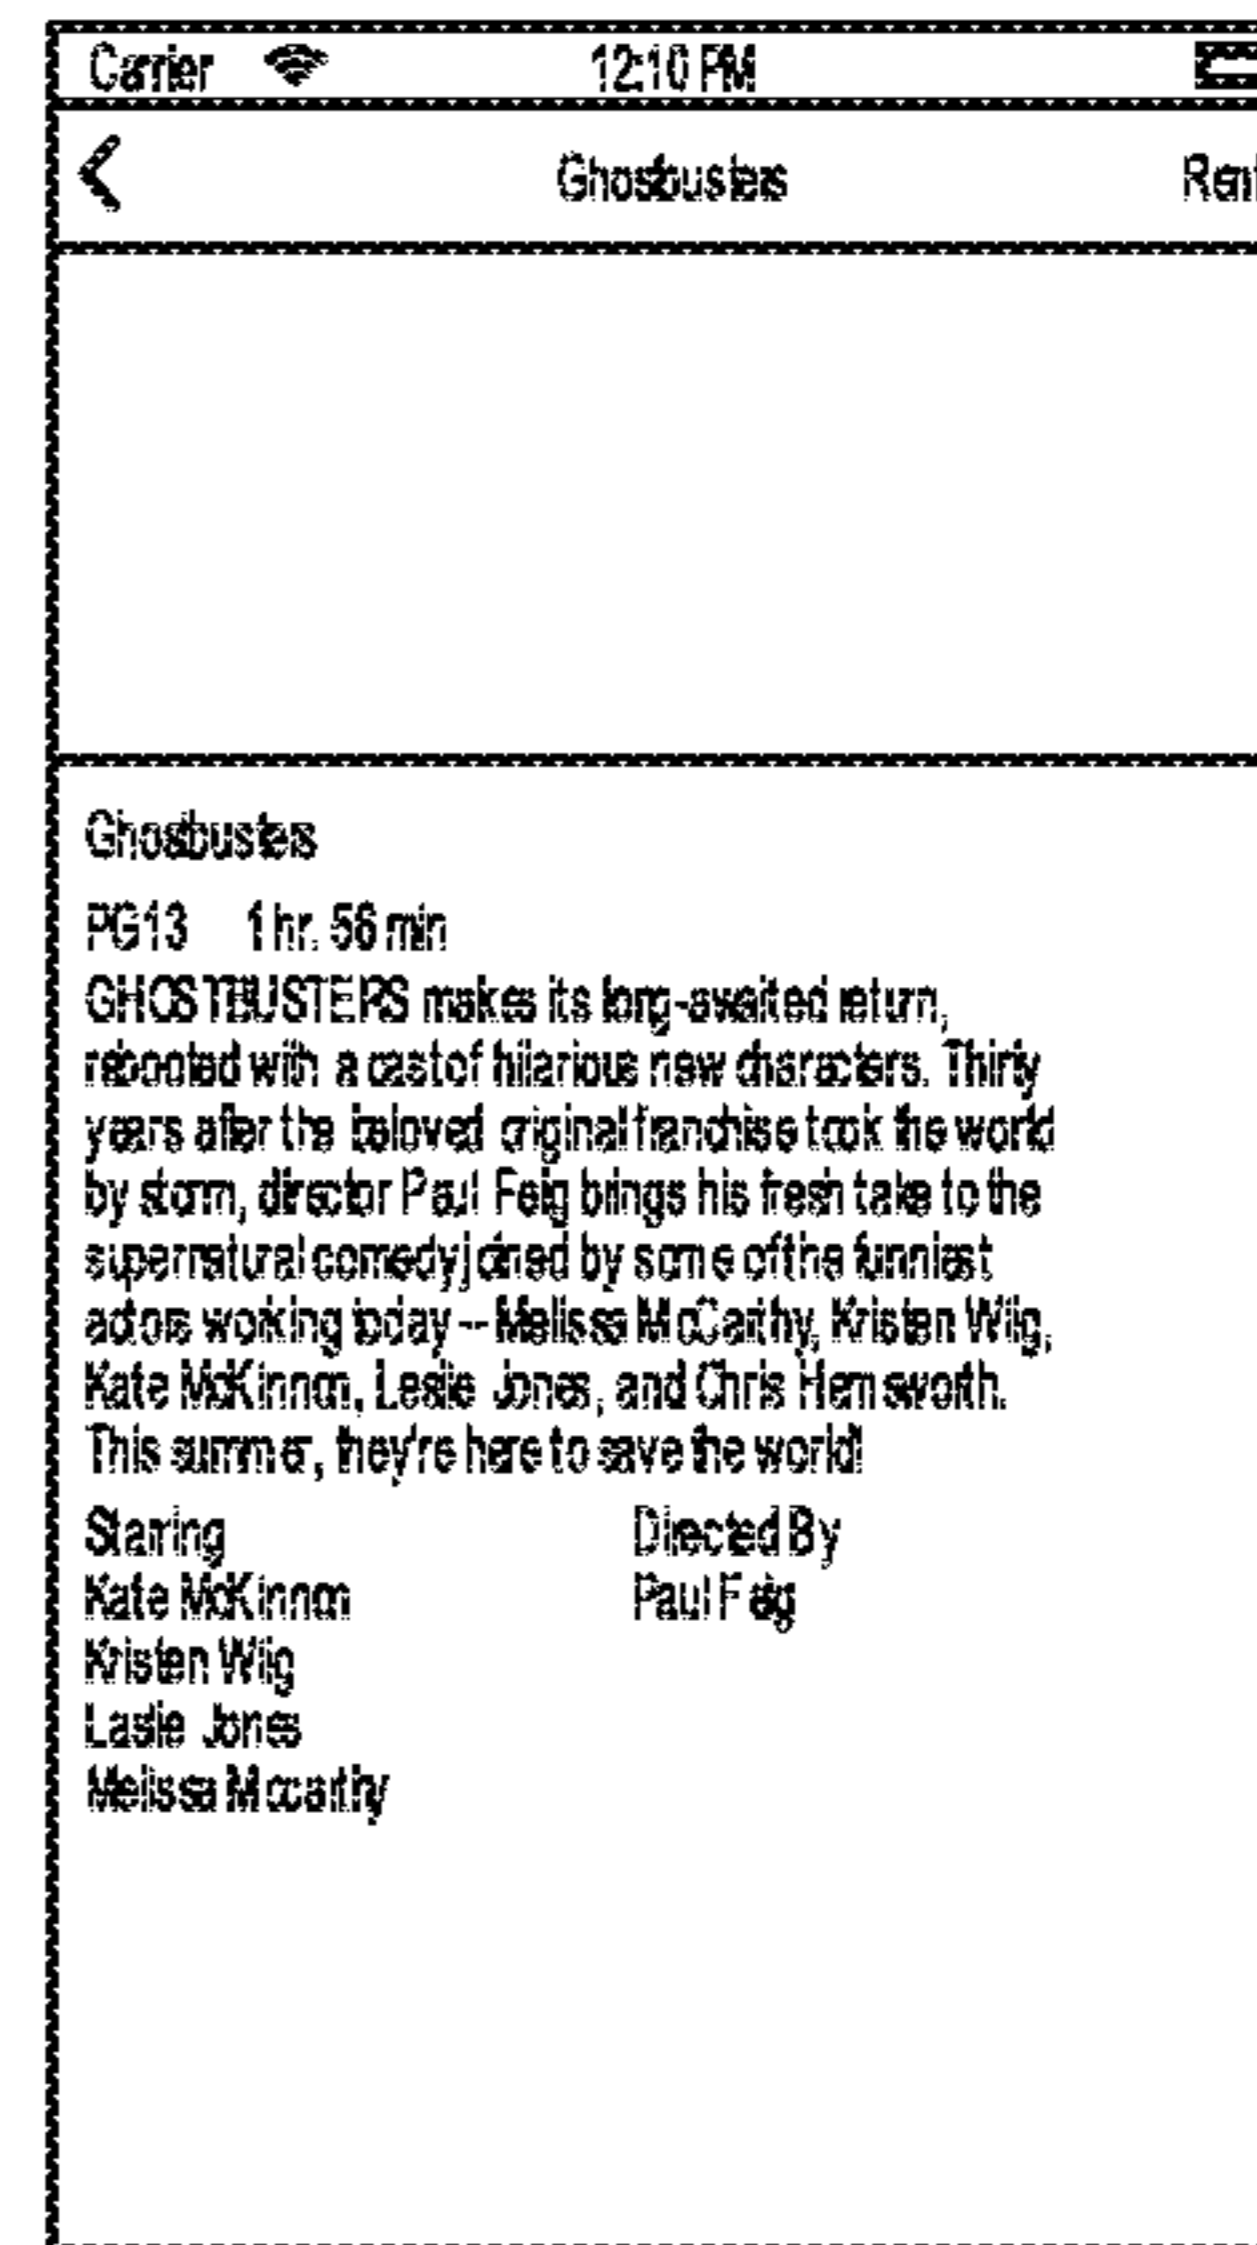 Carrier 12:10 PM
Ghostbusters Rent
Ghostbusters
PG13 1 hr. 56 min
GHOSTBUSTERS makes its long-awaited return,
rebooted with a cast of hilarious new characters. Thirty
years after the beloved original franchise took the world
by storm, director Paul Feig brings his fresh take to the
supernatural comedy joined by some of the funniest
actors working today -- Melissa McCarthy, Kristen Wiig,
Kate McKinnon, Leslie Jones, and Chris Hemsworth.
This summer, they're here to save the world!
Starring Directed By
Kate McKinnon Paul Feig
Kristen Wiig
Leslie Jones
Melissa Mccarthy